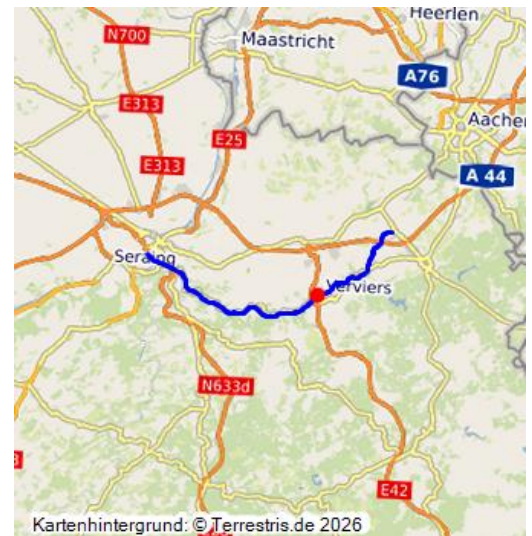 Heerlen
N700
Maastricht
A76
E313
Aachen
E25
E313
A 44
Seraing
Verviers
N633d
E42
Kartenhintergrund: © Terrestris.de 2026